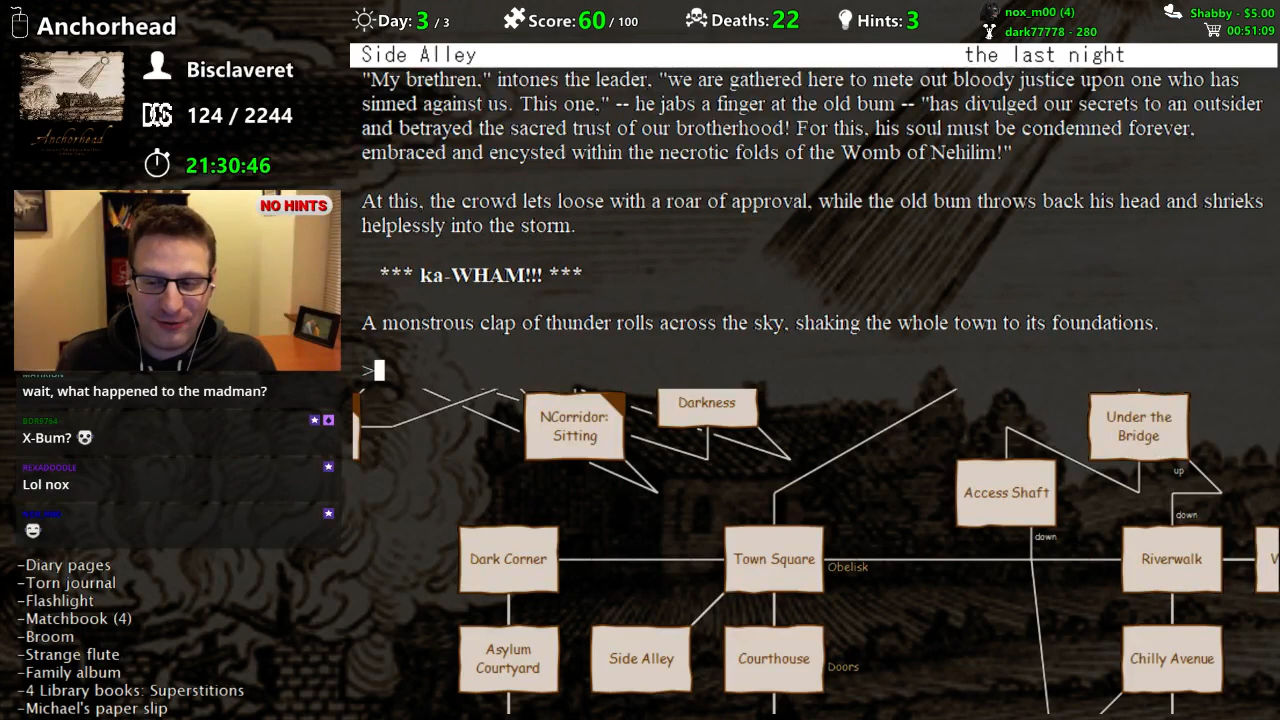 Anchorhead
Day: 3 / 3
Score: 60 / 100
Deaths: 22
Hints: 3
nox_m00 (4)
dark77778 - 280
Shabby - $5.00
00:51:09
Anchorhead
Bisclaveret
DGS 124 / 2244
21:30:46
NO HINTS
wait, what happened to the madman?
BDR9764
X-Bum?
REKADOODLE
Lol nox
-Diary pages
-Torn journal
-Flashlight
-Matchbook (4)
-Broom
-Strange flute
-Family album
-4 Library books: Superstitions
-Michael's paper slip
Side Alley the last night
"My brethren," intones the leader, "we are gathered here to mete out bloody justice upon one who has
sinned against us. This one," -- he jabs a finger at the old bum -- "has divulged our secrets to an outsider
and betrayed the sacred trust of our brotherhood! For this, his soul must be condemned forever,
embraced and encysted within the necrotic folds of the Womb of Nehilim!"
At this, the crowd lets loose with a roar of approval, while the old bum throws back his head and shrieks
helplessly into the storm.
*** ka-WHAM!!! ***
A monstrous clap of thunder rolls across the sky, shaking the whole town to its foundations.
>
NCorridor:
Sitting
Darkness
Under the
Bridge
up
Access Shaft
down
down
Dark Corner
Town Square
Obelisk
Riverwalk
Asylum
Courtyard
Side Alley
Courthouse
Doors
Chilly Avenue